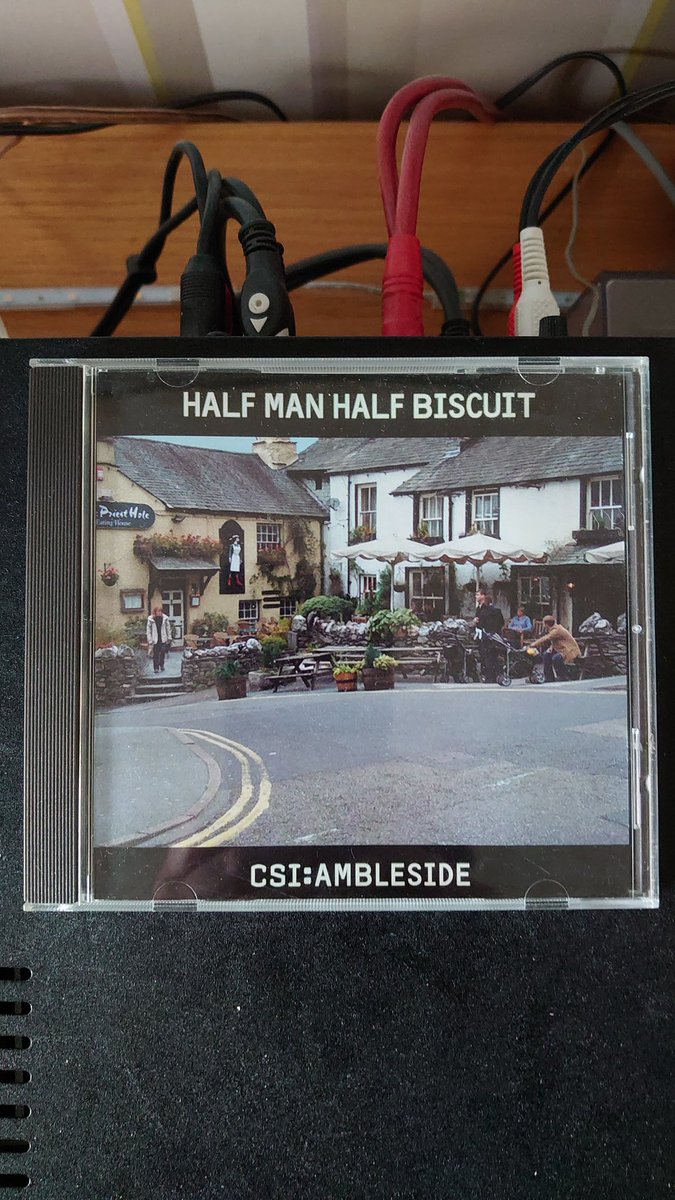 HALF MAN HALF BISCUIT
Priest Hole
Eating House
CSI:AMBLESIDE